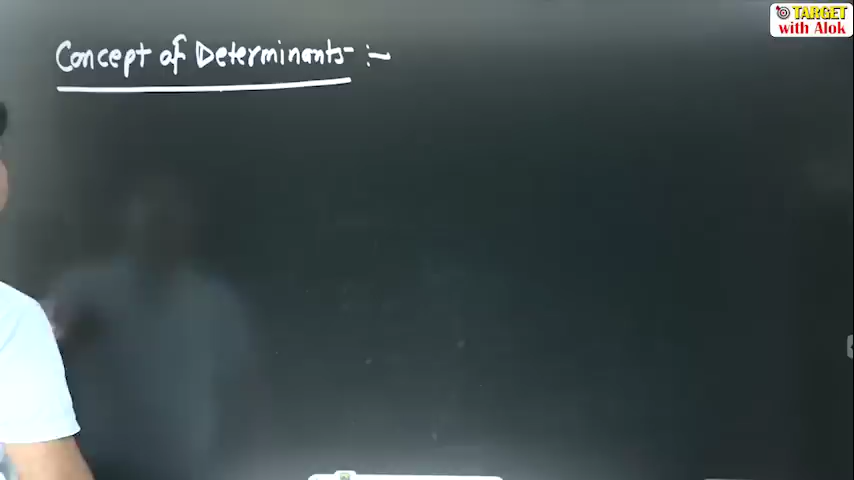 Concept of Determinants :-
TARGET
with Alok